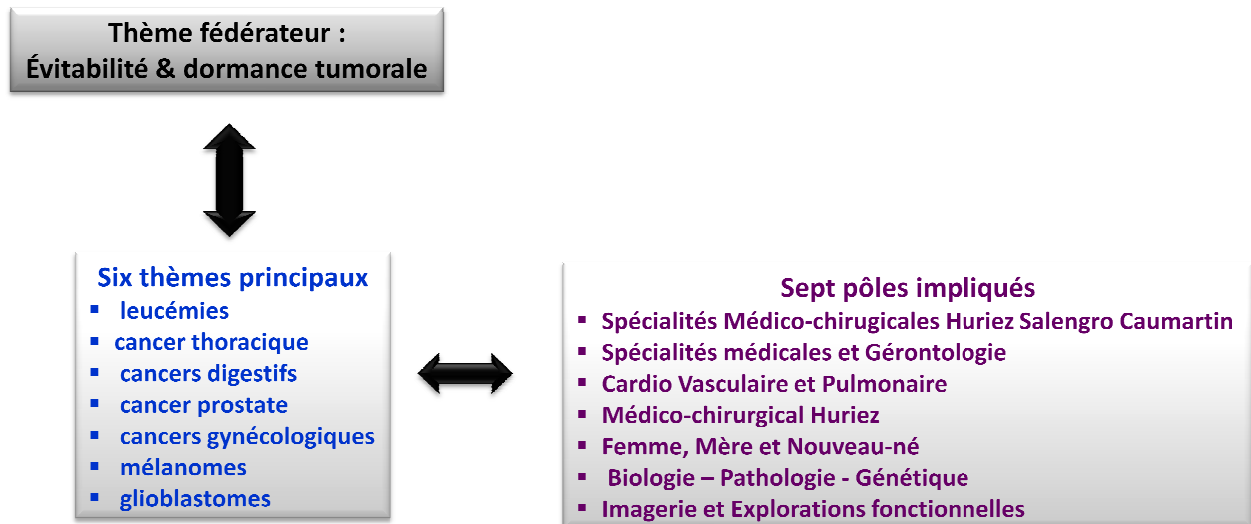 Thème fédérateur :
Évitabilité & dormance tumorale
Six thèmes principaux
▪ leucémies
▪ cancer thoracique
▪ cancers digestifs
▪ cancer prostate
▪ cancers gynécologiques
▪ mélanomes
▪ glioblastomes
Sept pôles impliqués
▪ Spécialités Médico-chirugicales Huriez Salengro Caumartin
▪ Spécialités médicales et Gérontologie
▪ Cardio Vasculaire et Pulmonaire
▪ Médico-chirurgical Huriez
▪ Femme, Mère et Nouveau-né
▪ Biologie – Pathologie - Génétique
▪ Imagerie et Explorations fonctionnelles